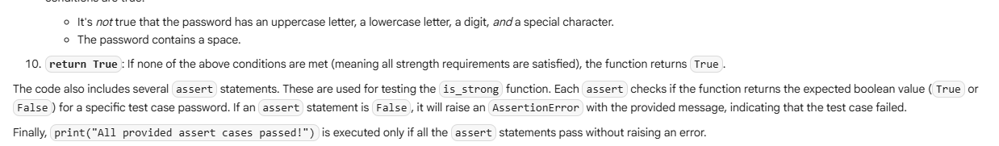 It's not true that the password has an uppercase letter, a lowercase letter, a digit, and a special character.
The password contains a space.
10. return True: If none of the above conditions are met (meaning all strength requirements are satisfied), the function returns True.
The code also includes several assert statements. These are used for testing the is_strong function. Each assert checks if the function returns the expected boolean value (True or
False) for a specific test case password. If an assert statement is False, it will raise an AssertionError with the provided message, indicating that the test case failed.
Finally, print("All provided assert cases passed!") is executed only if all the assert statements pass without raising an error.